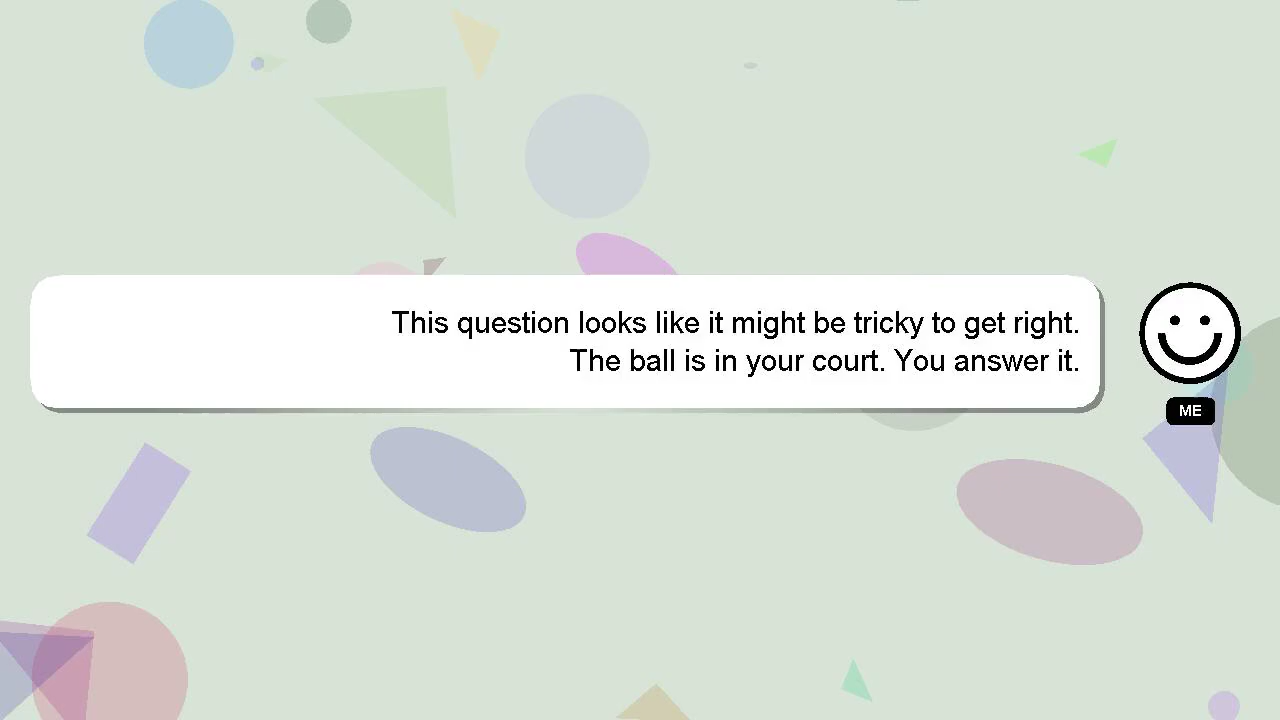 This question looks like it might be tricky to get right.
The ball is in your court. You answer it.
ME